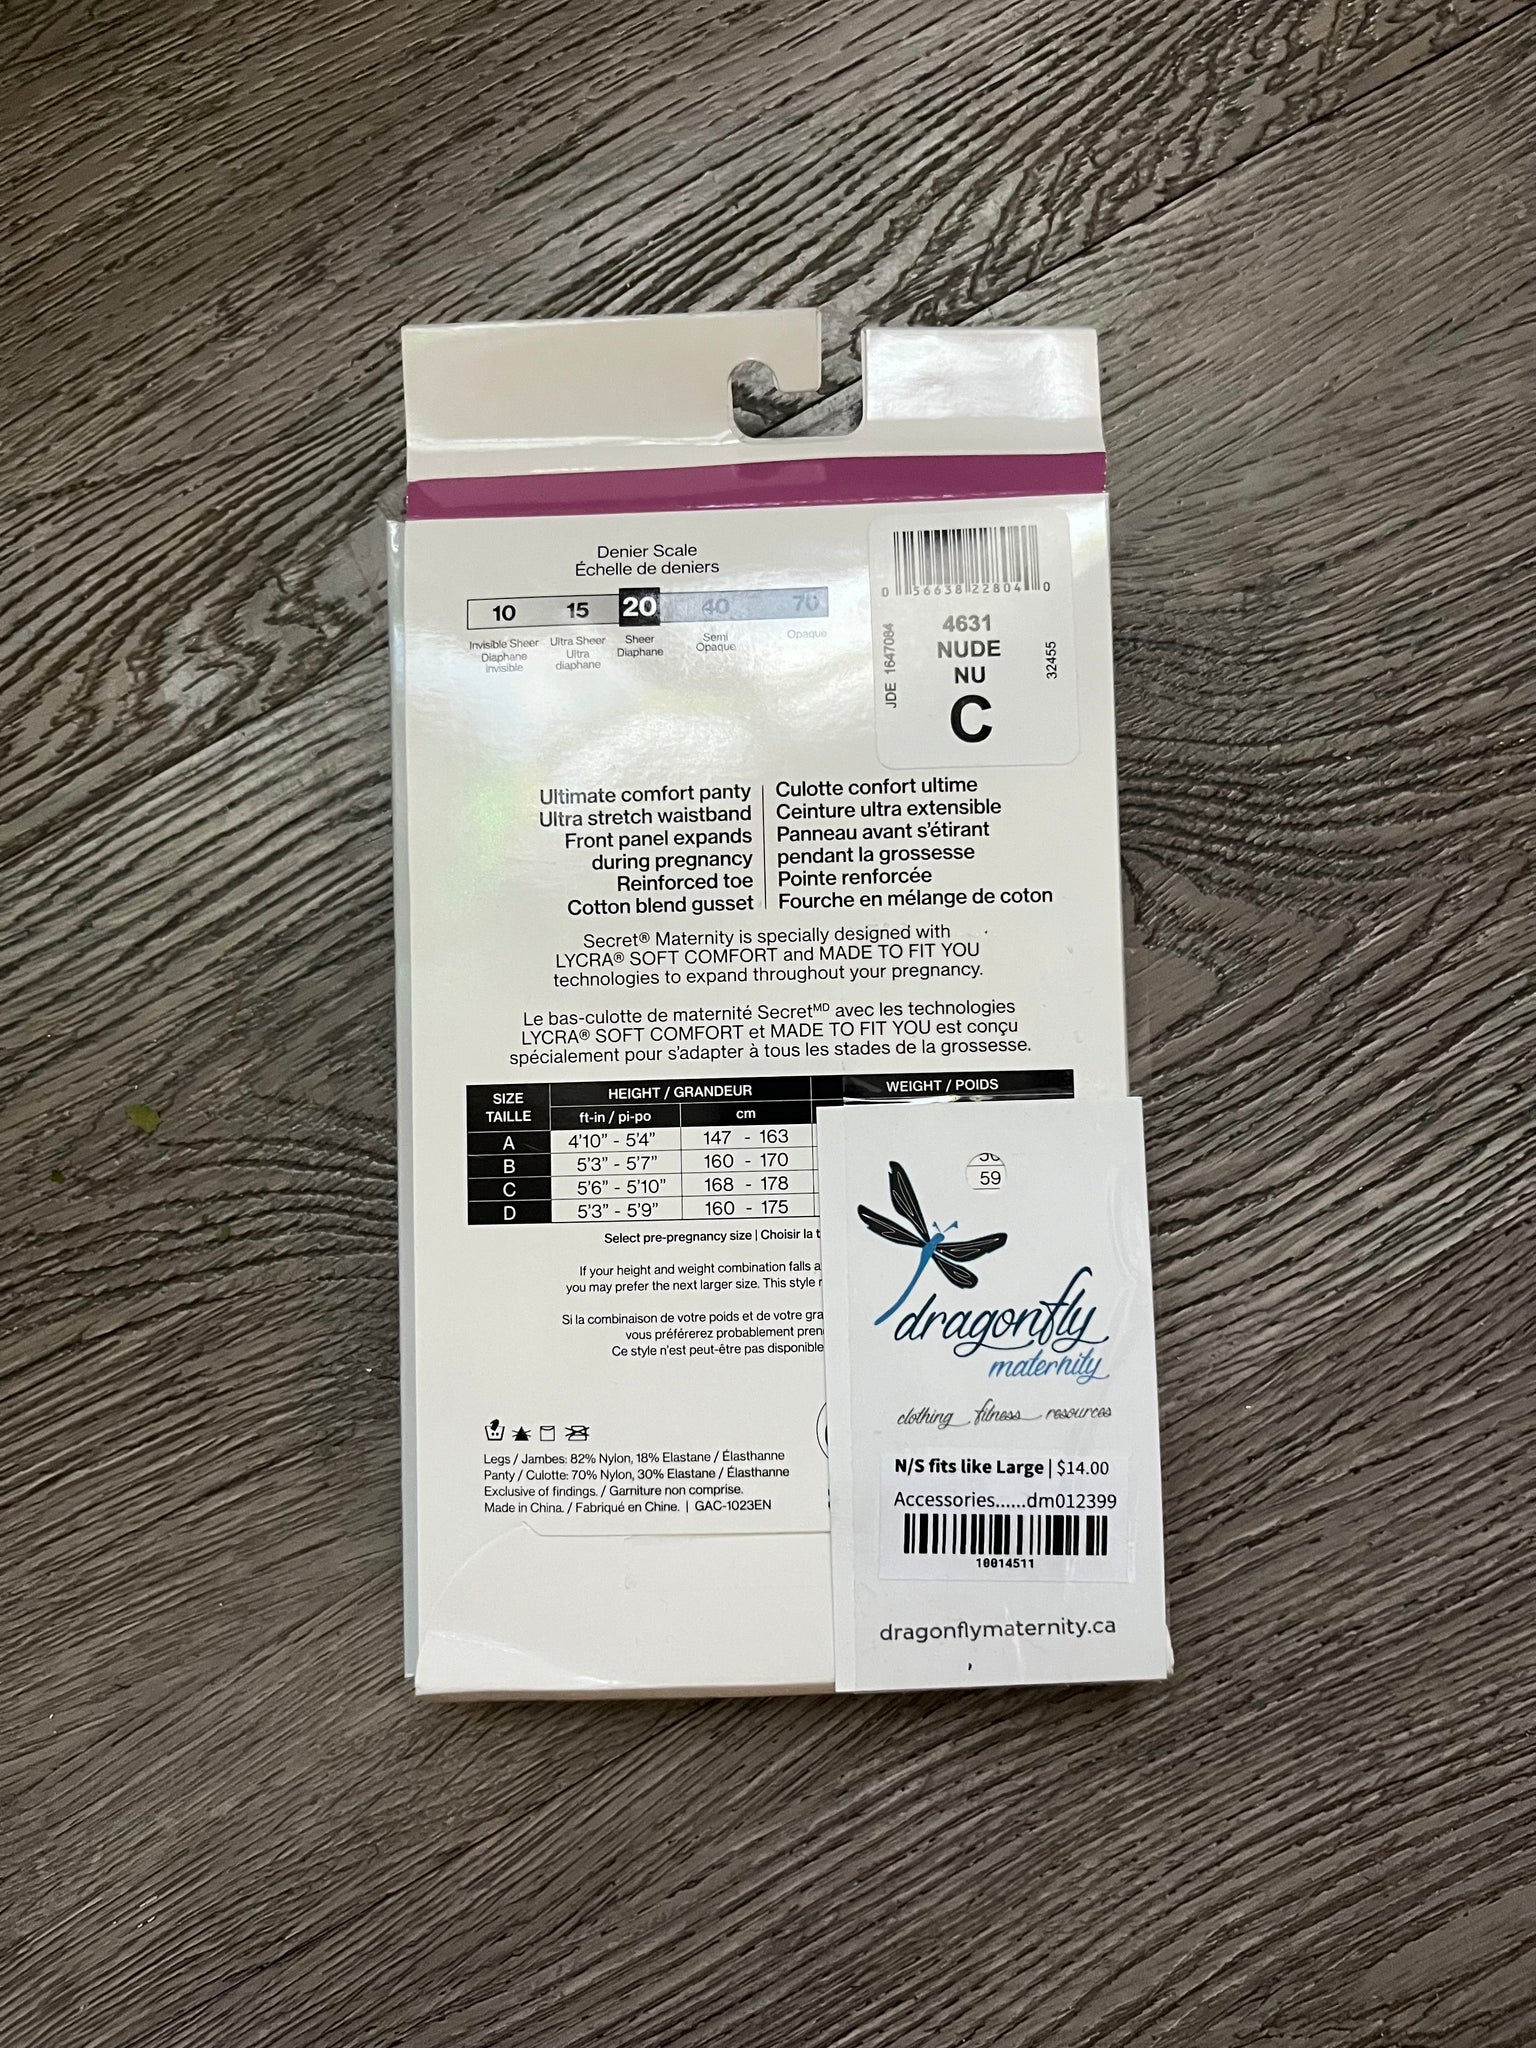 Denier Scale
Échelle de deniers
10 15 20 40 70
Invisible Sheer
Diaphane
invisible
Ultra Sheer
Ultra
diaphane
Sheer
Diaphane
Semi
Opaque
Opaque
0 56638 22804 0
JDE 1647084
4631
NUDE
NU
C
32455
Ultimate comfort panty
Ultra stretch waistband
Front panel expands
during pregnancy
Reinforced toe
Cotton blend gusset
Culotte confort ultime
Ceinture ultra extensible
Panneau avant s'étirant
pendant la grossesse
Pointe renforcée
Fourche en mélange de coton
Secret® Maternity is specially designed with
LYCRA® SOFT COMFORT and MADE TO FIT YOU
technologies to expand throughout your pregnancy.
Le bas-culotte de maternité Secretᴹᴰ avec les technologies
LYCRA® SOFT COMFORT et MADE TO FIT YOU est conçu
spécialement pour s'adapter à tous les stades de la grossesse.
SIZE
TAILLE
HEIGHT / GRANDEUR
WEIGHT / POIDS
ft-in / pi-po cm
A 4'10" - 5'4" 147 - 163
B 5'3" - 5'7" 160 - 170
C 5'6" - 5'10" 168 - 178
D 5'3" - 5'9" 160 - 175
59
Select pre-pregnancy size | Choisir la
If your height and weight combination falls
you may prefer the next larger size. This style
Si la combinaison de votre poids et de votre
vous préférerez probablement
Ce style n'est peut-être pas disponible
Legs / Jambes: 82% Nylon, 18% Elastane / Élasthanne
Panty / Culotte: 70% Nylon, 30% Elastane / Élasthanne
Exclusive of findings. / Garniture non comprise.
Made in China. / Fabriqué en Chine. | GAC-1023EN
dragonfly
maternity
clothing fitness resources
N/S fits like Large | $14.00
Accessories......dm012399
10014511
dragonflymaternity.ca